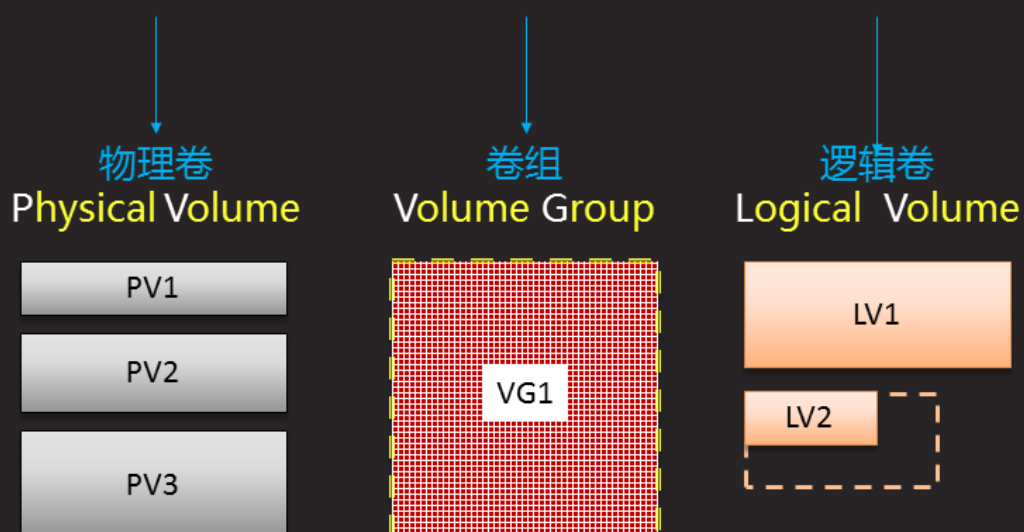 物理卷
Physical Volume
PV1
PV2
PV3
卷组
Volume Group
VG1
逻辑卷
Logical Volume
LV1
LV2